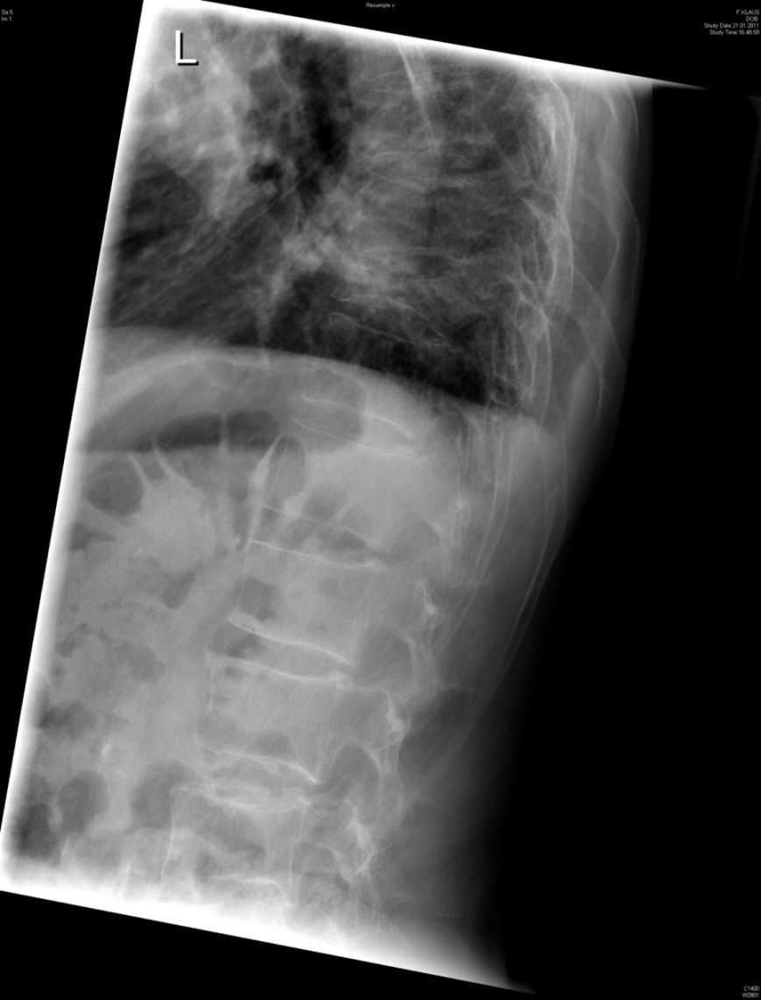 Resample v
Se:5
Im:1
F.KLAUS
DOB:
Study Date:21.01.2011
Study Time:16:48:59
L
C1400
W2801